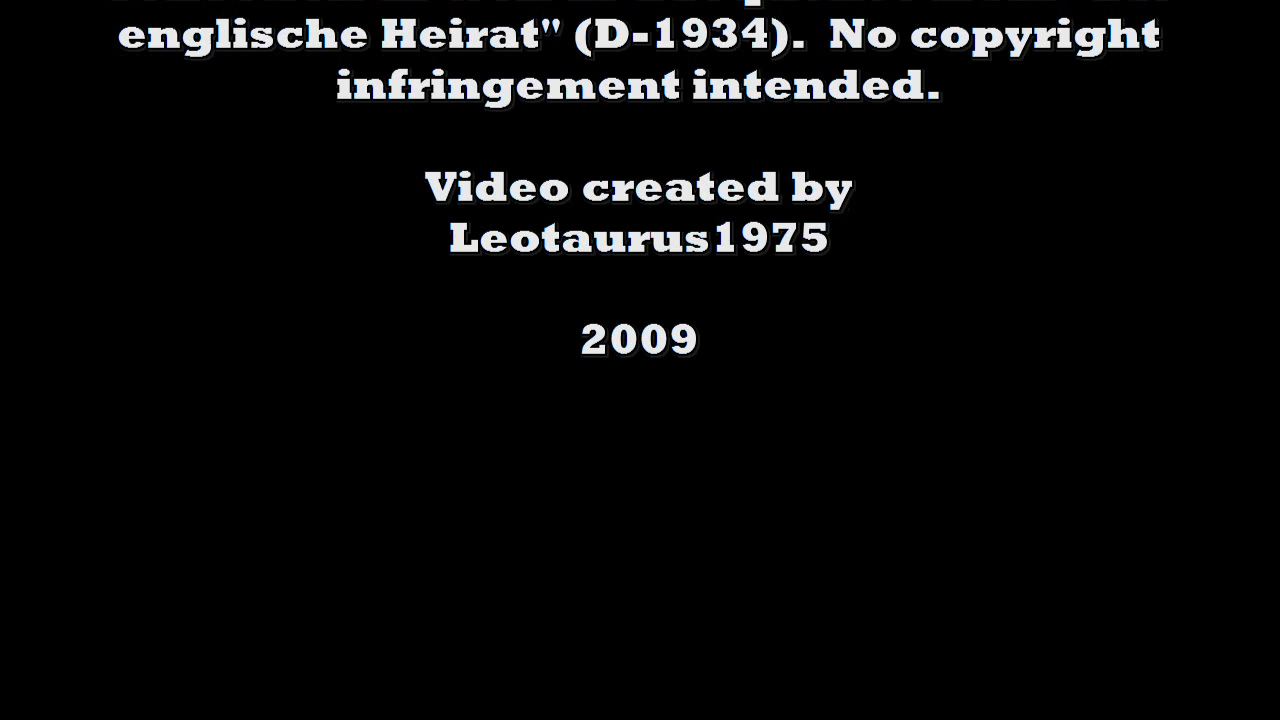 englische Heirat" (D-1934).  No copyright
infringement intended.
Video created by
Leotaurus1975
2009